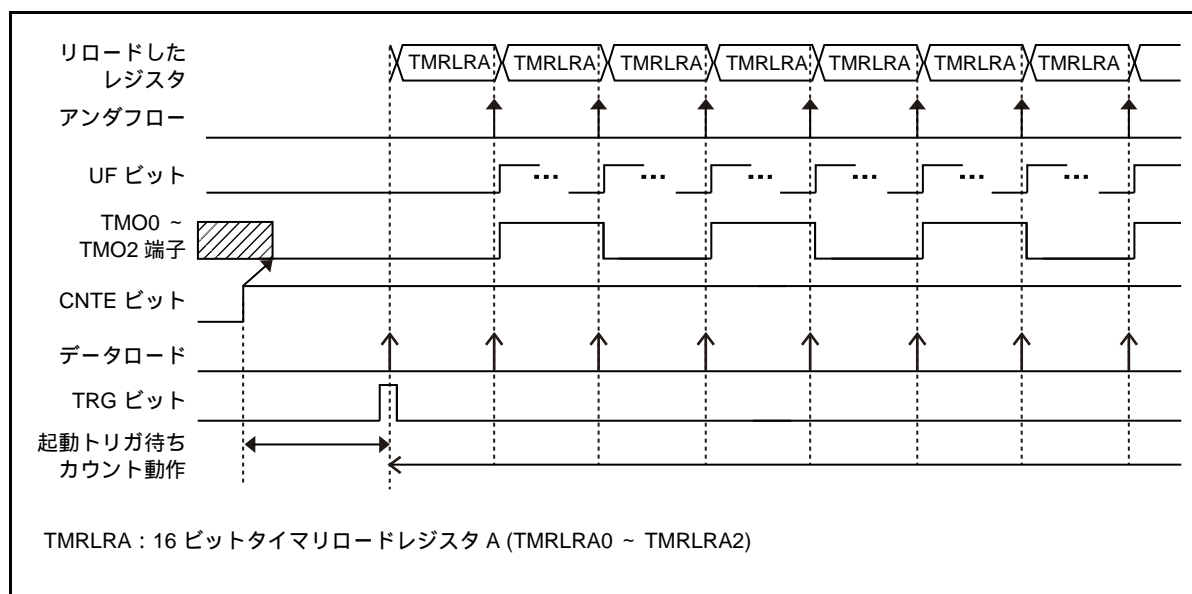 リロードした
レジスタ
TMRLRA TMRLRA TMRLRA TMRLRA TMRLRA TMRLRA TMRLRA
アンダフロー
UF ビット
... ... ... ... ... ...
TMO0 ~
TMO2 端子
CNTE ビット
データロード
TRG ビット
起動トリガ待ち
カウント動作
TMRLRA : 16 ビットタイマリロードレジスタ A (TMRLRA0 ~ TMRLRA2)